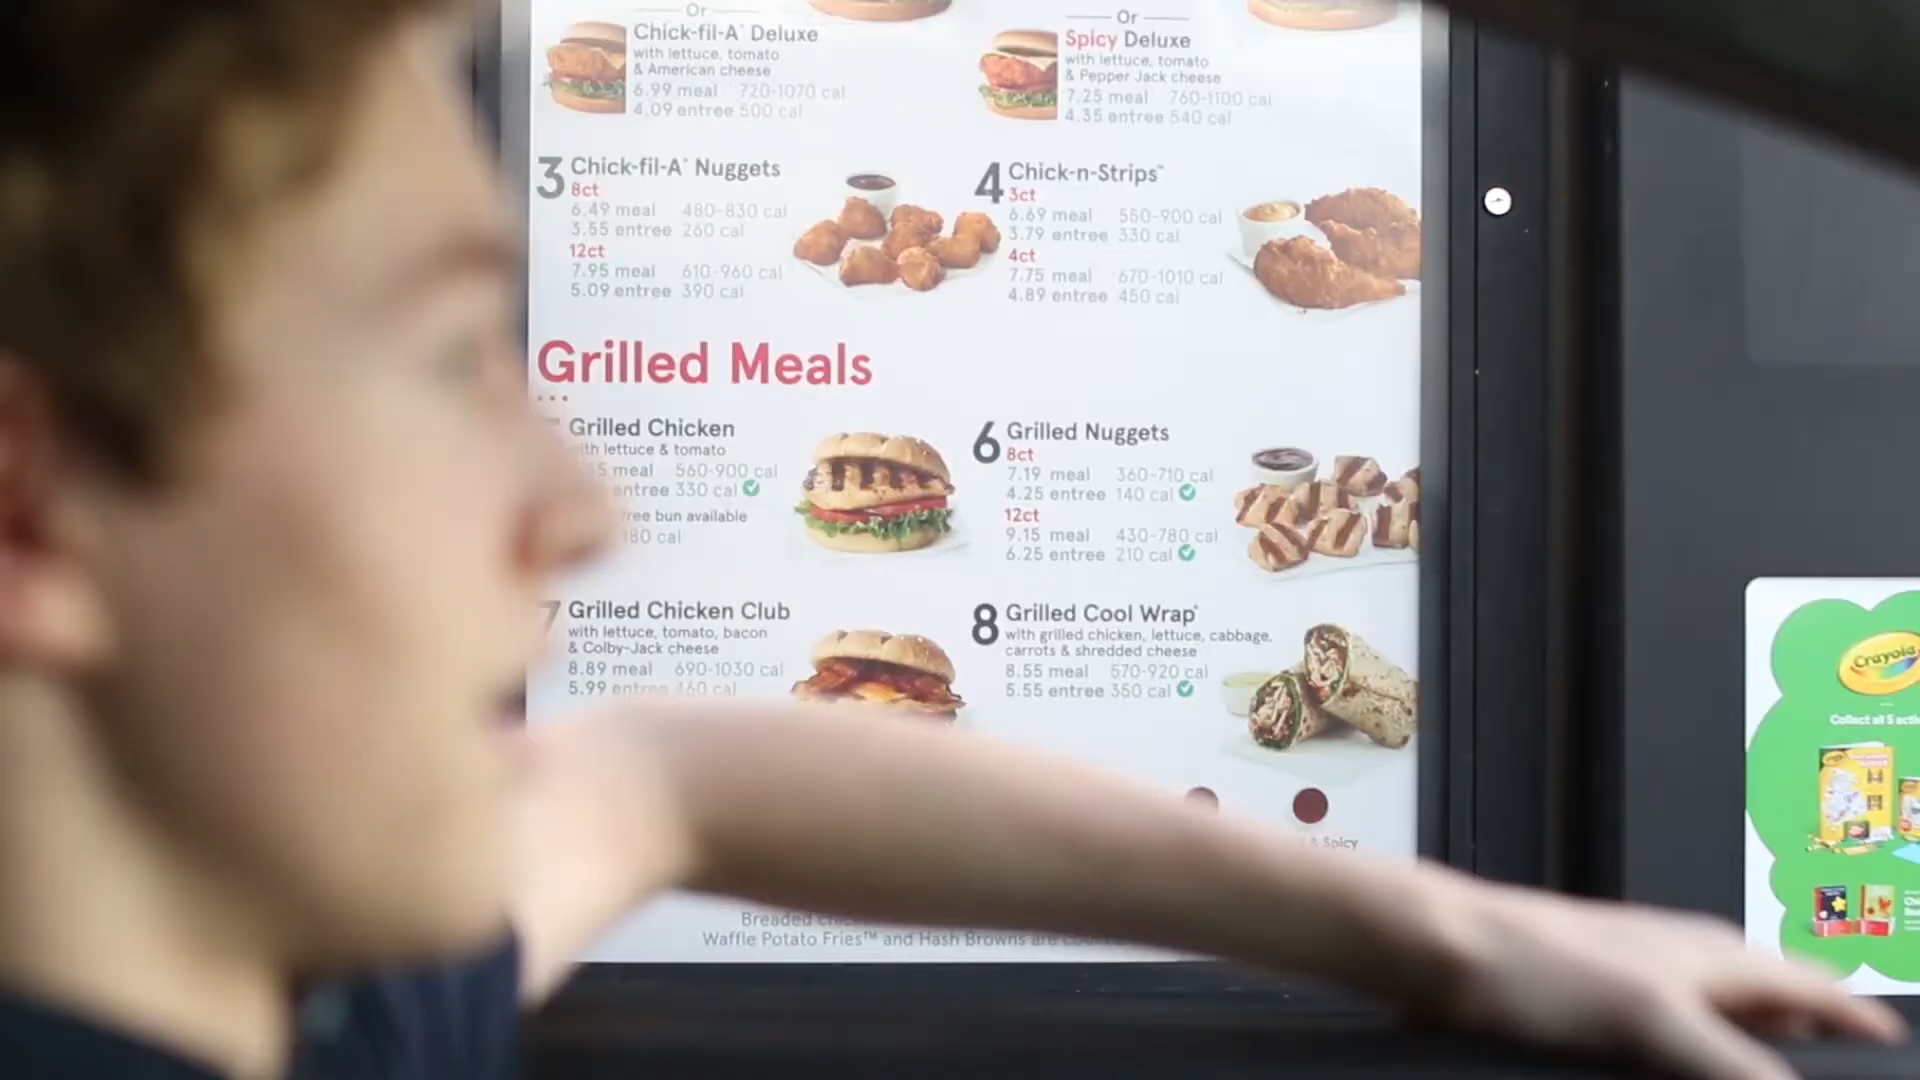 Or
Chick-fil-A® Deluxe
with lettuce, tomato
& American cheese
6.99 meal 720-1070 cal
4.09 entree 500 cal
Or
Spicy Deluxe
with lettuce, tomato
& Pepper Jack cheese
7.25 meal 760-1100 cal
4.35 entree 540 cal
3 Chick-fil-A® Nuggets
8ct
6.49 meal 480-830 cal
3.55 entree 260 cal
12ct
7.95 meal 610-960 cal
5.09 entree 390 cal
4 Chick-n-Strips™
3ct
6.69 meal 550-900 cal
3.79 entree 330 cal
4ct
7.75 meal 670-1010 cal
4.89 entree 450 cal
Grilled Meals
Grilled Chicken
with lettuce & tomato
meal 560-900 cal
entree 330 cal
bun available
180 cal
6 Grilled Nuggets
8ct
7.19 meal 360-710 cal
4.25 entree 140 cal
12ct
9.15 meal 430-780 cal
6.25 entree 210 cal
7 Grilled Chicken Club
with lettuce, tomato, bacon
& Colby-Jack cheese
8.89 meal 690-1030 cal
5.99 entree 460 cal
8 Grilled Cool Wrap®
with grilled chicken, lettuce, cabbage,
carrots & shredded cheese
8.55 meal 570-920 cal
5.55 entree 350 cal
& Spicy
Breaded
Waffle Potato Fries™ and Hash Browns are
Crayola
Collect all 5